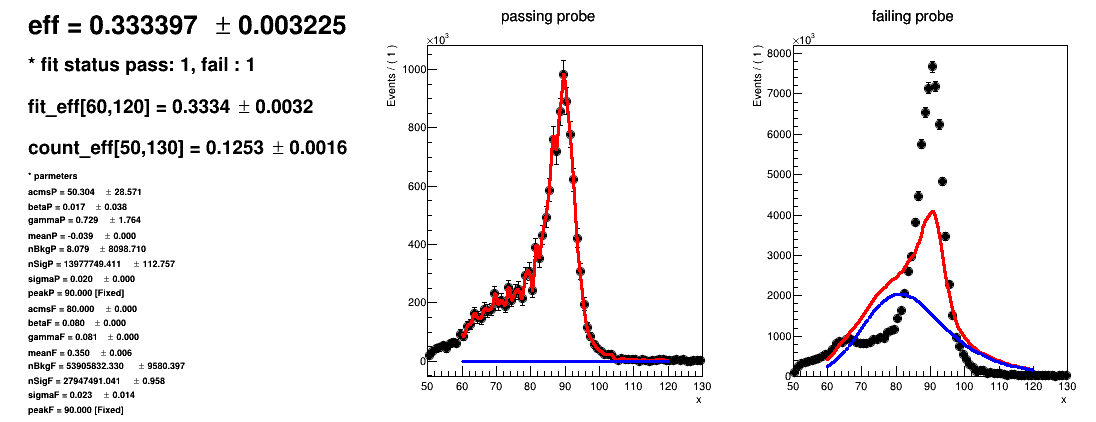 eff = 0.333397 ± 0.003225
* fit status pass: 1, fail : 1
fit_eff[60,120] = 0.3334 ± 0.0032
count_eff[50,130] = 0.1253 ± 0.0016
* parmeters
acmsP = 50.304 ± 28.571
betaP = 0.017 ± 0.038
gammaP = 0.729 ± 1.764
meanP = -0.039 ± 0.000
nBkgP = 8.079 ± 8098.710
nSigP = 13977749.411 ± 112.757
sigmaP = 0.020 ± 0.000
peakP = 90.000 [Fixed]
acmsF = 80.000 ± 0.000
betaF = 0.080 ± 0.000
gammaF = 0.081 ± 0.000
meanF = 0.350 ± 0.006
nBkgF = 53905832.330 ± 9580.397
nSigF = 27947491.041 ± 0.958
sigmaF = 0.023 ± 0.014
peakF = 90.000 [Fixed]
passing probe
×10³
Events / ( 1 )
1000
800
600
400
200
0
50 60 70 80 90 100 110 120 130
x
failing probe
×10³
Events / ( 1 )
8000
7000
6000
5000
4000
3000
2000
1000
0
50 60 70 80 90 100 110 120 130
x